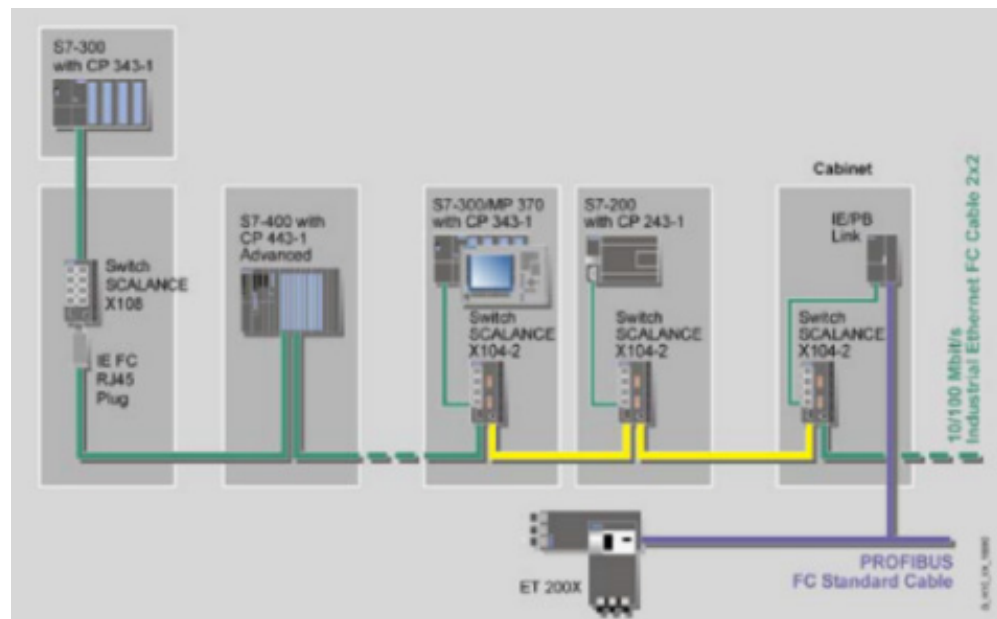 S7-300
with CP 343-1
Switch
SCALANCE
X108
IE FC
RJ45
Plug
S7-400 with
CP 443-1
Advanced
S7-300/MP 370
with CP 343-1
Switch
SCALANCE
X104-2
S7-200
with CP 243-1
Switch
SCALANCE
X104-2
Cabinet
IE/PB
Link
Switch
SCALANCE
X104-2
10/100 Mbit/s
Industrial Ethernet FC Cable 2x2
ET 200X
PROFIBUS
FC Standard Cable